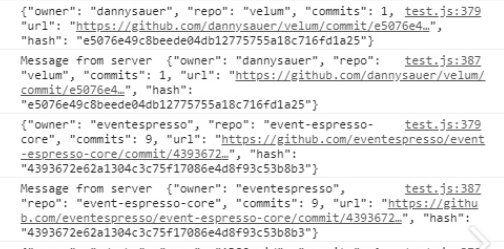 {"owner": "dannysauer", "repo": "velum", "commits": 1, test.js:379
"url": "https://github.com/dannysauer/velum/commit/e5076e4…",
"hash": "e5076e49c8beede04db12775755a18c716fd1a25"}
Message from server {"owner": "dannysauer", "repo": test.js:387
"velum", "commits": 1, "url": "https://github.com/dannysauer/velum/
commit/e5076e4…", "hash":
"e5076e49c8beede04db12775755a18c716fd1a25"}
{"owner": "eventespresso", "repo": "event-espresso- test.js:379
core", "commits": 9, "url": "https://github.com/eventespresso/event
-espresso-core/commit/4393672…", "hash":
"4393672e62a1304c3c75f17086e4d8f93c53b8b3"}
Message from server {"owner": "eventespresso", test.js:387
"repo": "event-espresso-core", "commits": 9, "url": "https://githu
b.com/eventespresso/event-espresso-core/commit/4393672…", "hash":
"4393672e62a1304c3c75f17086e4d8f93c53b8b3"}